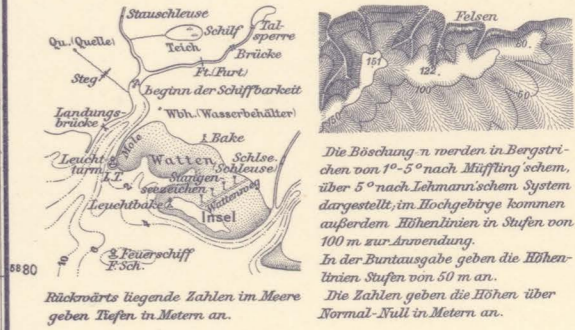 Stauschleuse
Schilf
Tal-
sperre
Qu. (Quelle)
Teich
Brücke
Steg
Ft. (Furt)
beginn der Schiffbarkeit
Landungs-
brücke
Wbh. (Wasserbehälter)
Mole
Bake
Leucht-
turm
L.T.
Watten
Schlse.
Schleuse
Stangen-
seezeichen
Wattenweg
Leuchtbake
Insel
2
4
8
10
Feuerschiff
F. Sch.
5880
Rückwärts liegende Zahlen im Meere
geben Tiefen in Metern an.
Felsen
151
122
60
100
50
150
Die Böschung n werden in Bergstri-
chen von 1°-5° nach Müffling'schem,
über 5° nach Lehmann'schem System
dargestellt; im Hochgebirge kommen
außerdem Höhenlinien in Stufen von
100 m zur Anwendung.
In der Buntausgabe geben die Höhen-
linien Stufen von 50 m an.
Die Zahlen geben die Höhen über
Normal-Null in Metern an.